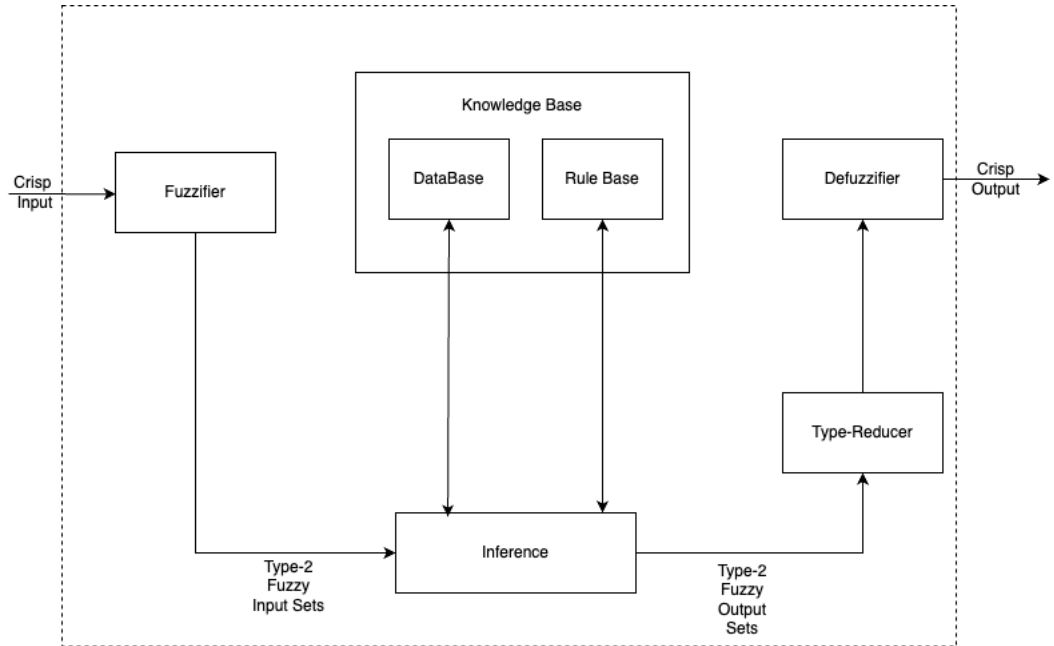 Knowledge Base
DataBase
Rule Base
Crisp
Input
Fuzzifier
Defuzzifier
Crisp
Output
Type-Reducer
Inference
Type-2
Fuzzy
Input Sets
Type-2
Fuzzy
Output
Sets